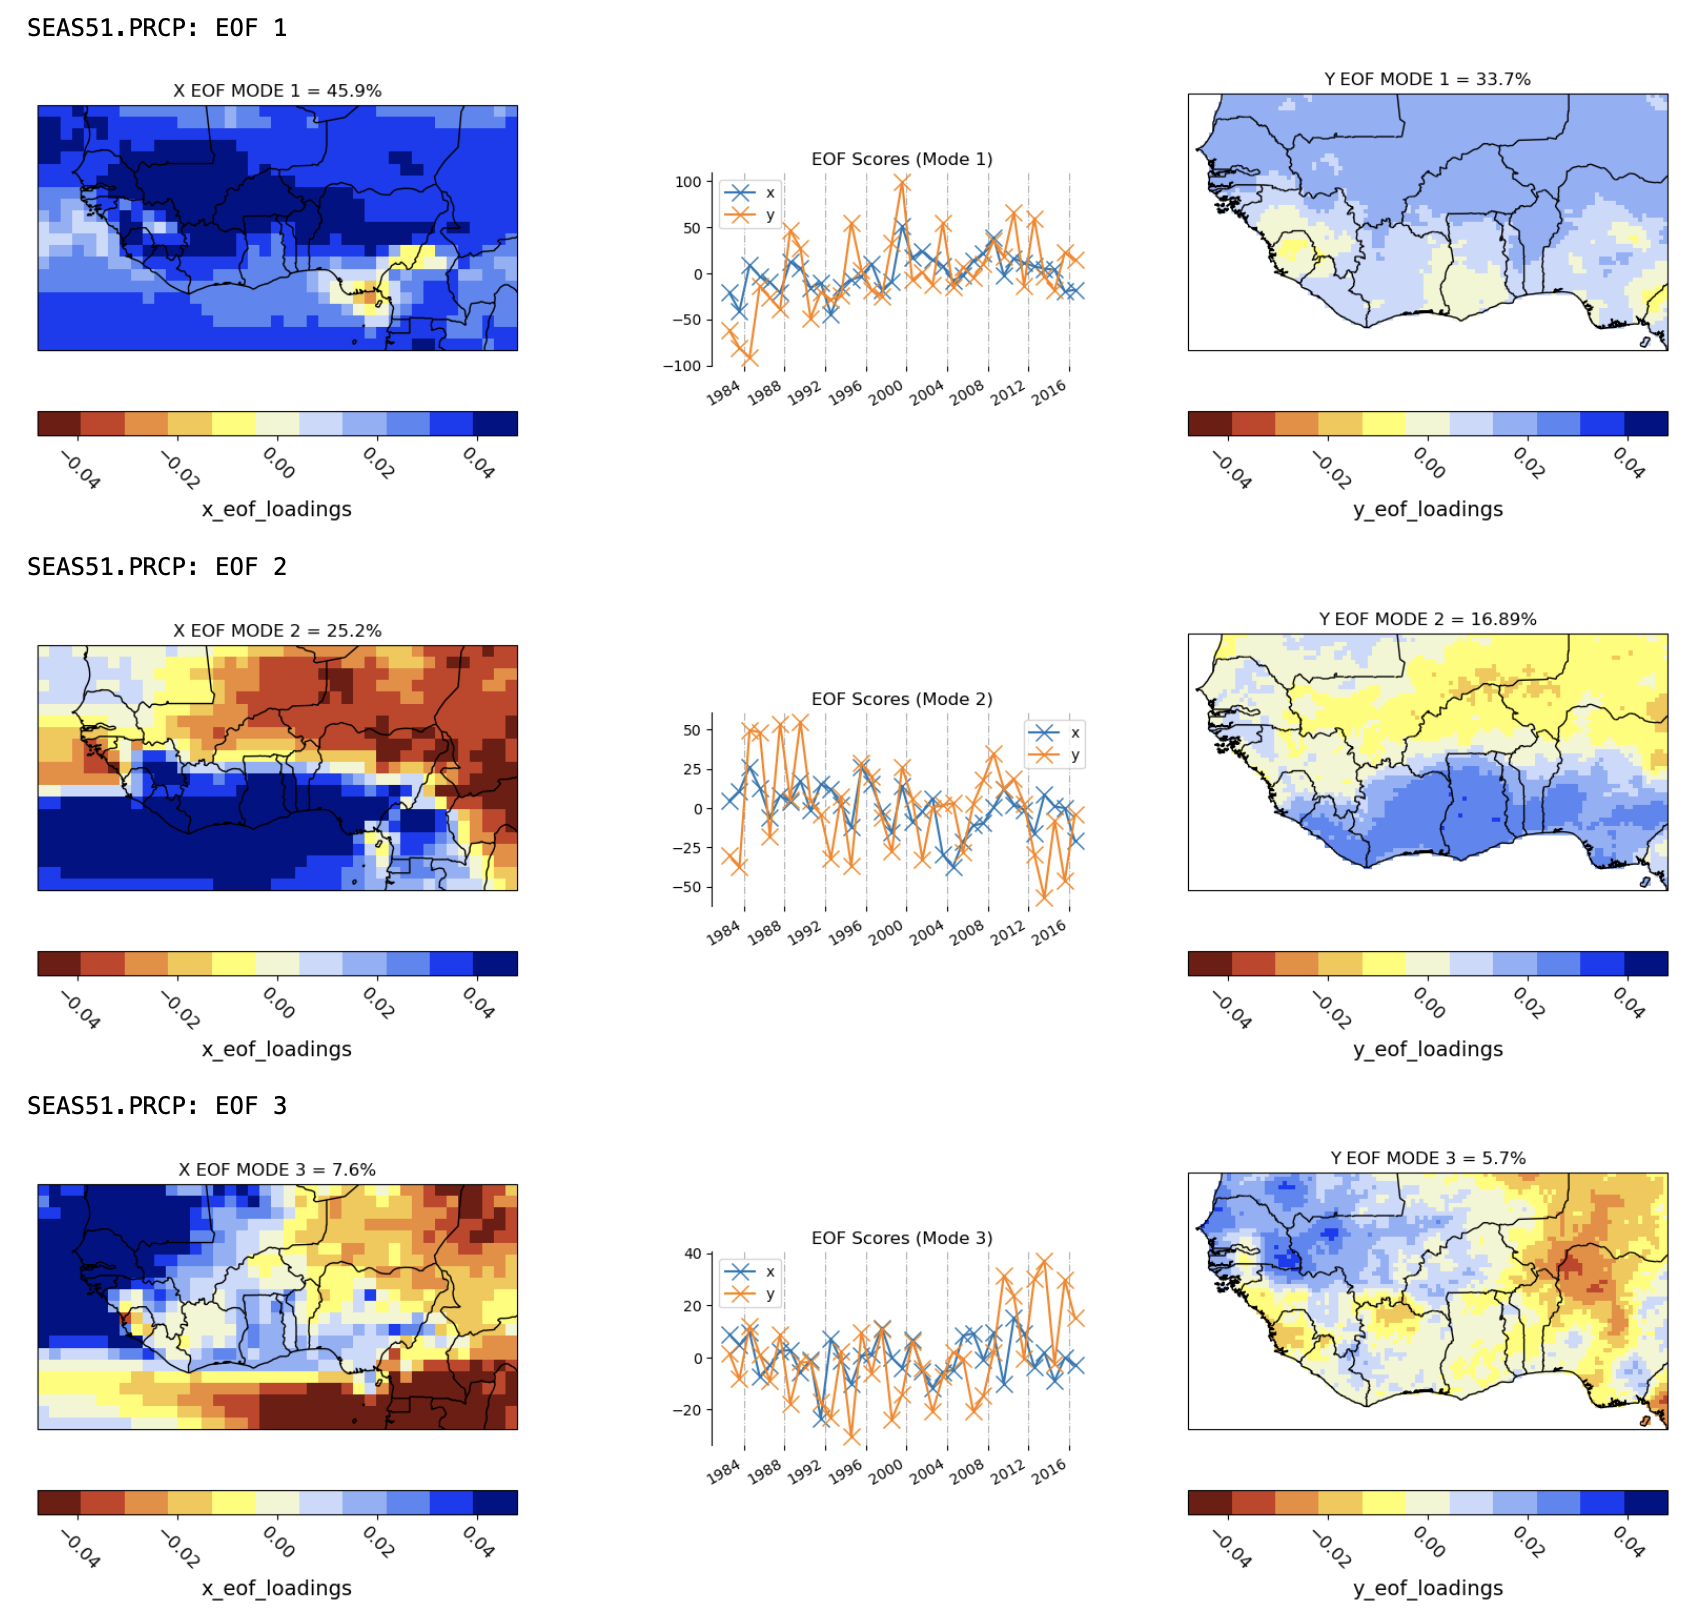 SEAS51.PRCP: EOF 1
X EOF MODE 1 = 45.9%
−0.04 −0.02 0.00 0.02 0.04
x_eof_loadings
EOF Scores (Mode 1)
x
y
100
50
0
−50
−100
1984 1988 1992 1996 2000 2004 2008 2012 2016
Y EOF MODE 1 = 33.7%
−0.04 −0.02 0.00 0.02 0.04
y_eof_loadings
SEAS51.PRCP: EOF 2
X EOF MODE 2 = 25.2%
−0.04 −0.02 0.00 0.02 0.04
x_eof_loadings
EOF Scores (Mode 2)
x
y
50
25
0
−25
−50
1984 1988 1992 1996 2000 2004 2008 2012 2016
Y EOF MODE 2 = 16.89%
−0.04 −0.02 0.00 0.02 0.04
y_eof_loadings
SEAS51.PRCP: EOF 3
X EOF MODE 3 = 7.6%
−0.04 −0.02 0.00 0.02 0.04
x_eof_loadings
EOF Scores (Mode 3)
x
y
40
20
0
−20
1984 1988 1992 1996 2000 2004 2008 2012 2016
Y EOF MODE 3 = 5.7%
−0.04 −0.02 0.00 0.02 0.04
y_eof_loadings